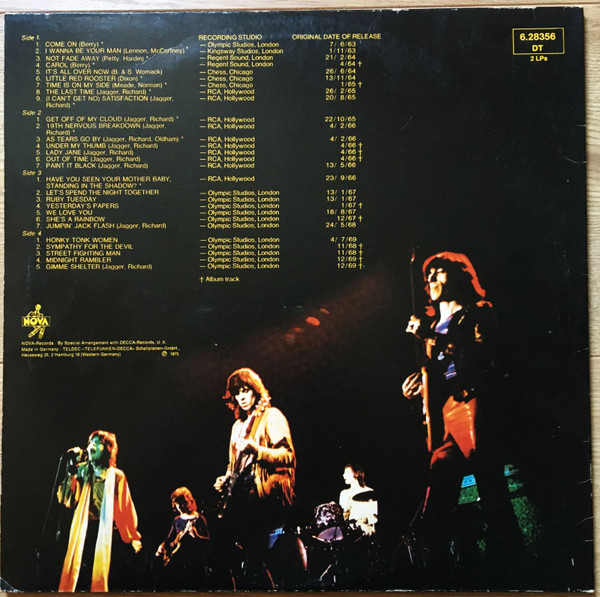 Side 1. RECORDING STUDIO ORIGINAL DATE OF RELEASE
1. COME ON (Berry) * — Olympic Studios, London 7/ 6/63
2. I WANNA BE YOUR MAN (Lennon, McCartney) — Kingsway Studios, London 1/11/63
3. NOT FADE AWAY (Petty, Hardin) * — Regent Sound, London 21/ 2/64
4. CAROL (Berry) * — Regent Sound, London 4/64 †
5. IT'S ALL OVER NOW (B. & S. Womack) — Chess, Chicago 26/ 6/64
6. LITTLE RED ROOSTER (Dixon) * — Chess, Chicago 13/11/64
7. TIME IS ON MY SIDE (Meade, Norman) * — Chess, Chicago 1/65 †
8. THE LAST TIME (Jagger, Richard) * — RCA, Hollywood 26/ 2/65
9. (I CAN'T GET NO) SATISFACTION (Jagger, — RCA, Hollywood 20/ 8/65
Richard) *
Side 2
1. GET OFF OF MY CLOUD (Jagger, Richard) * — RCA, Hollywood 22/10/65
2. 19TH NERVOUS BREAKDOWN (Jagger, — RCA, Hollywood 4/ 2/66
Richard) *
3. AS TEARS GO BY (Jagger, Richard, Oldham) * — RCA, Hollywood 4/ 2/66
4. UNDER MY THUMB (Jagger, Richard) — RCA, Hollywood 4/66 †
5. LADY JANE (Jagger, Richard) — RCA, Hollywood 4/66 †
6. OUT OF TIME (Jagger, Richard) — RCA, Hollywood 4/66 †
7. PAINT IT BLACK (Jagger, Richard) — RCA, Hollywood 13/ 5/66
Side 3
1. HAVE YOU SEEN YOUR MOTHER BABY, — RCA, Hollywood 23/ 9/66
STANDING IN THE SHADOW? *
2. LET'S SPEND THE NIGHT TOGETHER — Olympic Studios, London 13/ 1/67
3. RUBY TUESDAY — Olympic Studios, London 13/ 1/67
4. YESTERDAY'S PAPERS — Olympic Studios, London 1/67 †
5. WE LOVE YOU — Olympic Studios, London 18/ 8/67
6. SHE'S A RAINBOW — Olympic Studios, London 12/67 †
7. JUMPIN' JACK FLASH (Jagger, Richard) — Olympic Studios, London 24/ 5/68
Side 4
1. HONKY TONK WOMEN — Olympic Studios, London 4/ 7/69
2. SYMPATHY FOR THE DEVIL — Olympic Studios, London 11/68 †
3. STREET FIGHTING MAN — Olympic Studios, London 11/68 †
4. MIDNIGHT RAMBLER — Olympic Studios, London 12/69 †
5. GIMME SHELTER (Jagger, Richard) — Olympic Studios, London 12/69 †
† Album track
6.28356
DT
2 LPs
NOVA
NOVA-Records · By Special Arrangement with DECCA-Records, U. K.
Made in Germany · TELDEC »TELEFUNKEN-DECCA« Schallplatten-GmbH.,
Heussweg 25, 2 Hamburg 19 (Western Germany) ℗ 1975